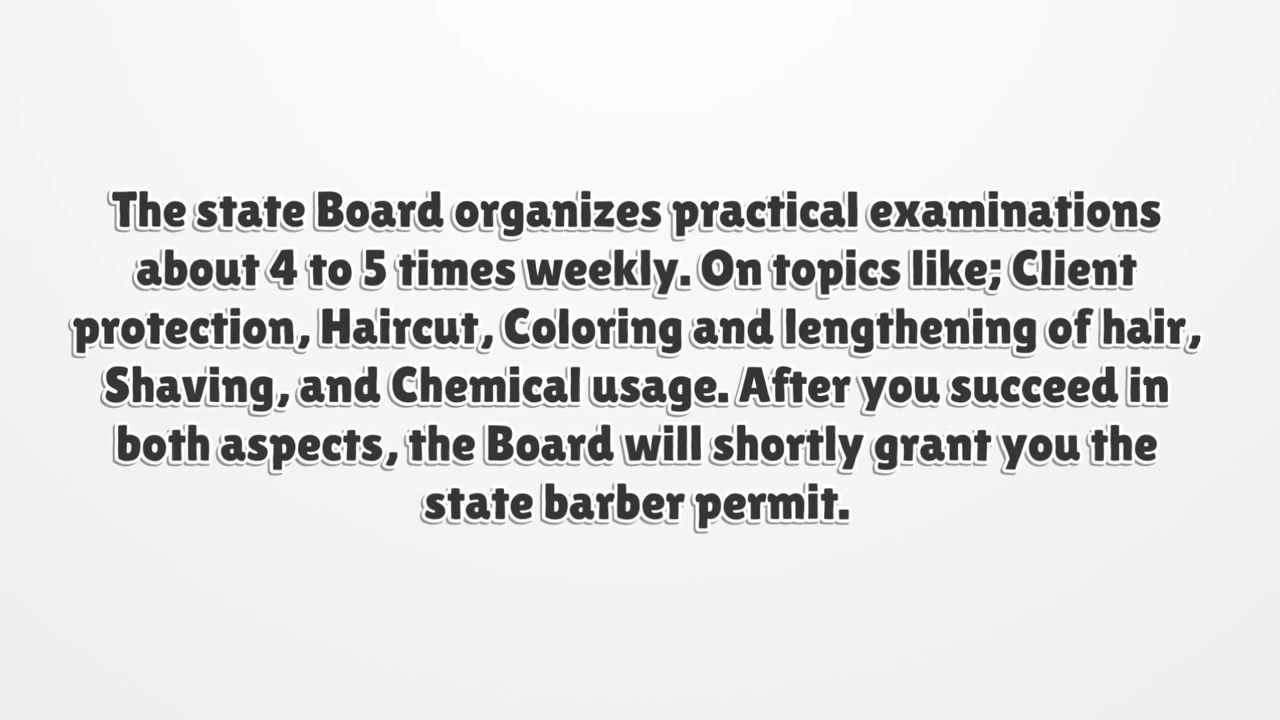 The state Board organizes practical examinations
about 4 to 5 times weekly. On topics like; Client
protection, Haircut, Coloring and lengthening of hair,
Shaving, and Chemical usage. After you succeed in
both aspects, the Board will shortly grant you the
state barber permit.